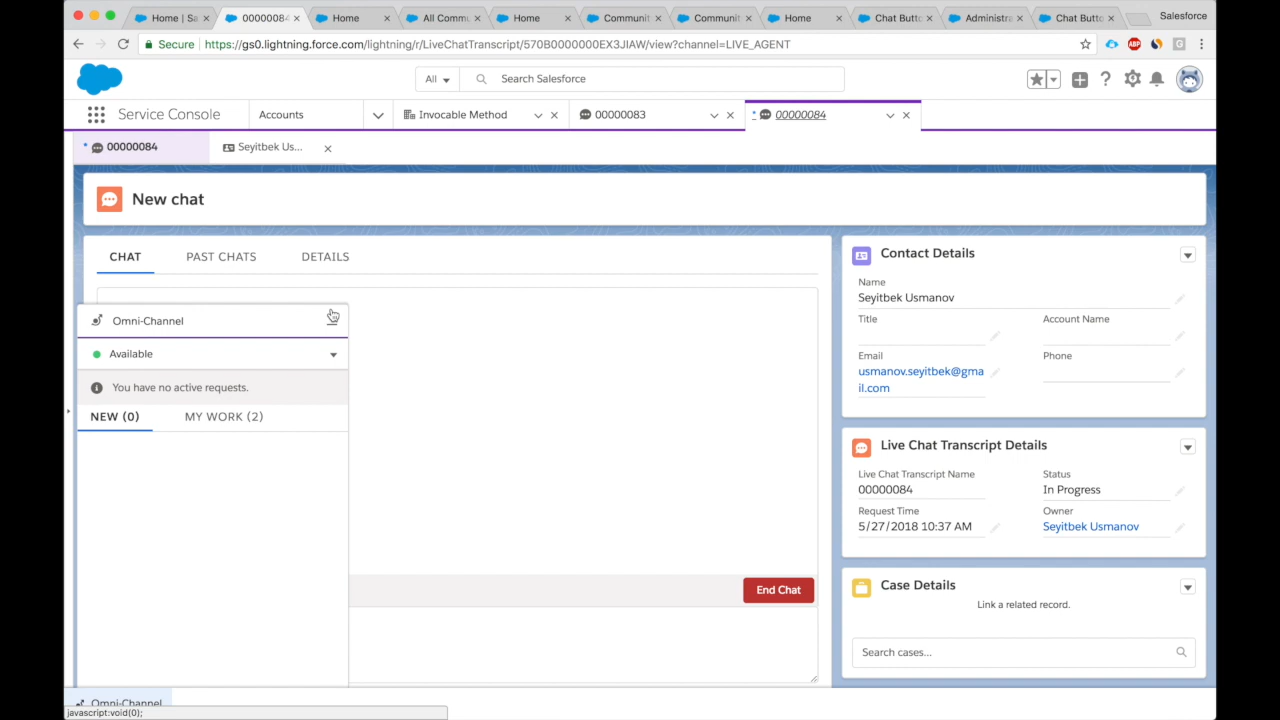 Home | Sa
00000084
Home
All Commu
Home
Communit
Communit
Home
Chat Butto
Administra
Chat Butto
Salesforce
Secure
https://gs0.lightning.force.com/lightning/r/LiveChatTranscript/570B0000000EX3JIAW/view?channel=LIVE_AGENT
ABP
G
All
Search Salesforce
Service Console
Accounts
Invocable Method
00000083
* 00000084
* 00000084
Seyitbek Us...
New chat
CHAT
PAST CHATS
DETAILS
Omni-Channel
Available
You have no active requests.
NEW (0)
MY WORK (2)
End Chat
Contact Details
Name
Seyitbek Usmanov
Title
Account Name
Email
Phone
usmanov.seyitbek@gma
il.com
Live Chat Transcript Details
Live Chat Transcript Name
Status
00000084
In Progress
Request Time
Owner
5/27/2018 10:37 AM
Seyitbek Usmanov
Case Details
Link a related record.
Search cases...
Omni-Channel
javascript:void(0);